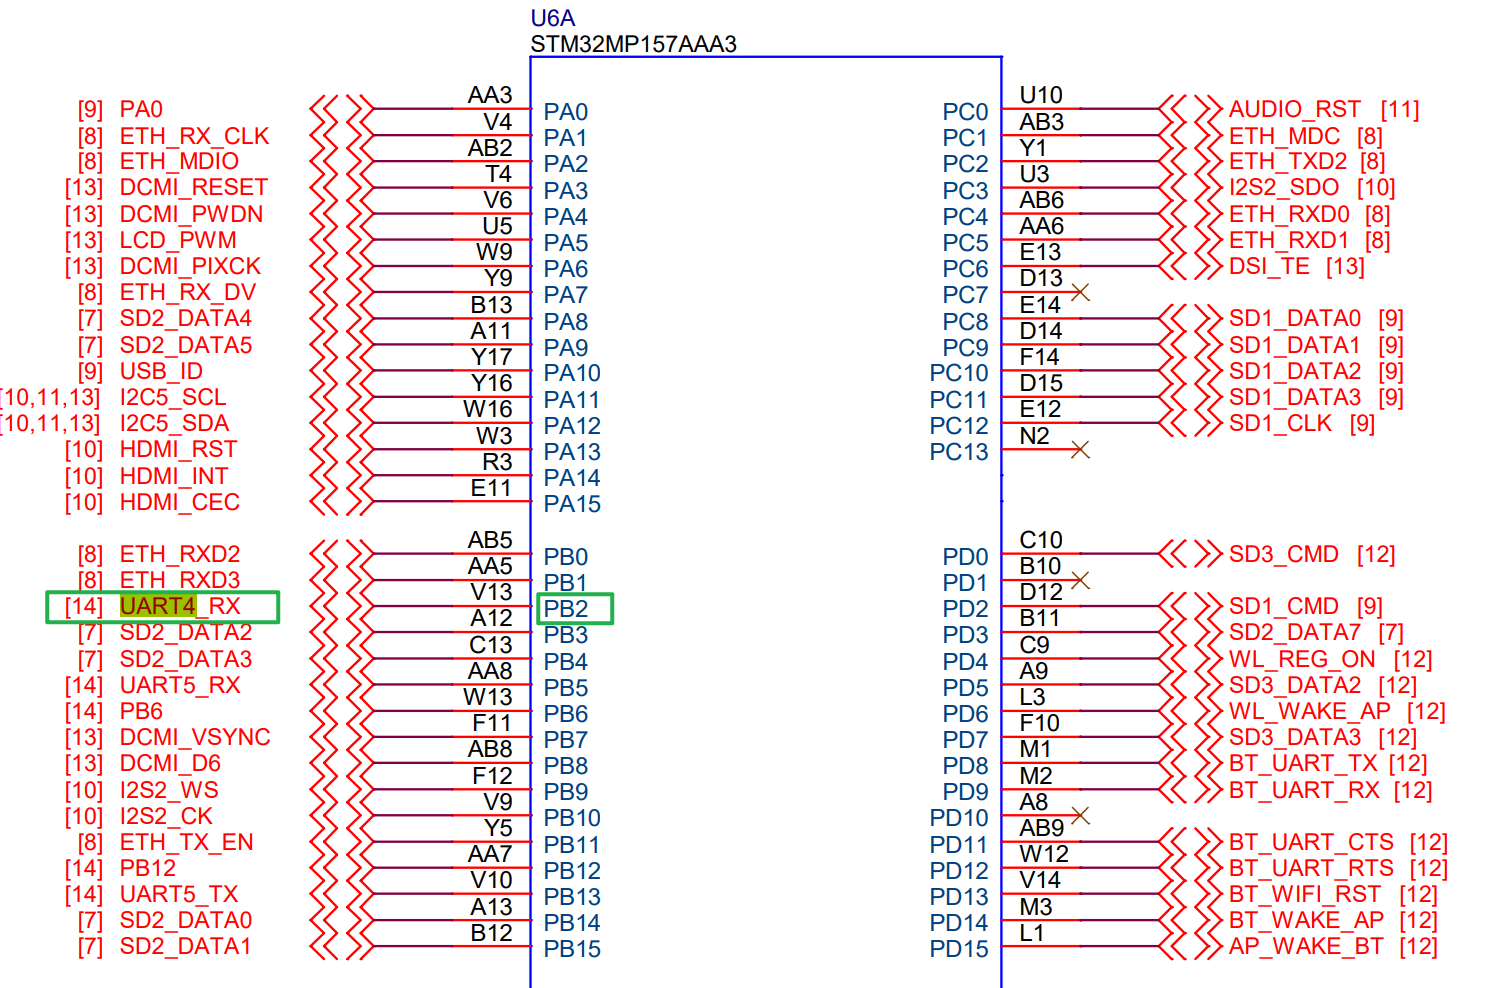 U6A
STM32MP157AAA3
[9] PA0 AA3 PA0 PC0 U10 AUDIO_RST [11]
[8] ETH_RX_CLK V4 PA1 PC1 AB3 ETH_MDC [8]
[8] ETH_MDIO AB2 PA2 PC2 Y1 ETH_TXD2 [8]
[13] DCMI_RESET T4 PA3 PC3 U3 I2S2_SDO [10]
[13] DCMI_PWDN V6 PA4 PC4 AB6 ETH_RXD0 [8]
[13] LCD_PWM U5 PA5 PC5 AA6 ETH_RXD1 [8]
[13] DCMI_PIXCK W9 PA6 PC6 E13 DSI_TE [13]
[8] ETH_RX_DV Y9 PA7 PC7 D13
[7] SD2_DATA4 B13 PA8 PC8 E14 SD1_DATA0 [9]
[7] SD2_DATA5 A11 PA9 PC9 D14 SD1_DATA1 [9]
[9] USB_ID Y17 PA10 PC10 F14 SD1_DATA2 [9]
[10,11,13] I2C5_SCL Y16 PA11 PC11 D15 SD1_DATA3 [9]
[10,11,13] I2C5_SDA W16 PA12 PC12 E12 SD1_CLK [9]
[10] HDMI_RST W3 PA13 PC13 N2
[10] HDMI_INT R3 PA14
[10] HDMI_CEC E11 PA15
[8] ETH_RXD2 AB5 PB0 PD0 C10 SD3_CMD [12]
[8] ETH_RXD3 AA5 PB1 PD1 B10
[14] UART4_RX V13 PB2 PD2 D12 SD1_CMD [9]
[7] SD2_DATA2 A12 PB3 PD3 B11 SD2_DATA7 [7]
[7] SD2_DATA3 C13 PB4 PD4 C9 WL_REG_ON [12]
[14] UART5_RX AA8 PB5 PD5 A9 SD3_DATA2 [12]
[14] PB6 W13 PB6 PD6 L3 WL_WAKE_AP [12]
[13] DCMI_VSYNC F11 PB7 PD7 F10 SD3_DATA3 [12]
[13] DCMI_D6 AB8 PB8 PD8 M1 BT_UART_TX [12]
[10] I2S2_WS F12 PB9 PD9 M2 BT_UART_RX [12]
[10] I2S2_CK V9 PB10 PD10 A8
[8] ETH_TX_EN Y5 PB11 PD11 AB9 BT_UART_CTS [12]
[14] PB12 AA7 PB12 PD12 W12 BT_UART_RTS [12]
[14] UART5_TX V10 PB13 PD13 V14 BT_WIFI_RST [12]
[7] SD2_DATA0 A13 PB14 PD14 M3 BT_WAKE_AP [12]
[7] SD2_DATA1 B12 PB15 PD15 L1 AP_WAKE_BT [12]